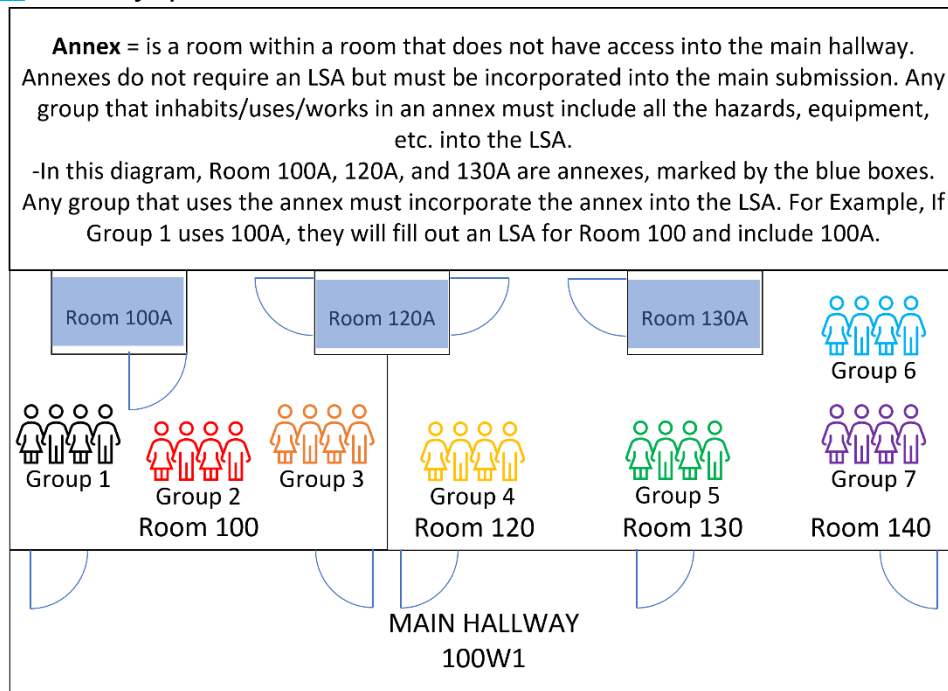 Annex = is a room within a room that does not have access into the main hallway.
Annexes do not require an LSA but must be incorporated into the main submission. Any
group that inhabits/uses/works in an annex must include all the hazards, equipment,
etc. into the LSA.
-In this diagram, Room 100A, 120A, and 130A are annexes, marked by the blue boxes.
Any group that uses the annex must incorporate the annex into the LSA. For Example, If
Group 1 uses 100A, they will fill out an LSA for Room 100 and include 100A.
Room 100A
Room 120A
Room 130A
Group 6
Group 1
Group 2
Group 3
Group 4
Group 5
Group 7
Room 100
Room 120
Room 130
Room 140
MAIN HALLWAY
100W1